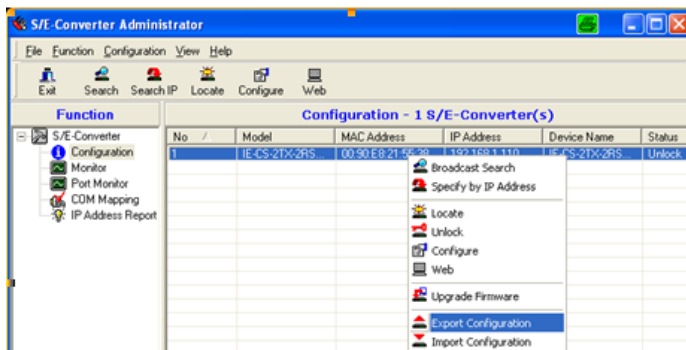 S/E-Converter Administrator
File Function Configuration View Help
Exit Search Search IP Locate Configure Web
Function
Configuration - 1 S/E-Converter(s)
No / Model MAC Address IP Address Device Name Status
1 IE-CS-2TX-2RS... 00:90:E8:21:55:38 192.168.1.110 IE-CS-2TX-2RS... Unlock
S/E-Converter
Configuration
Monitor
Port Monitor
COM Mapping
IP Address Report
Broadcast Search
Specify by IP Address
Locate
Unlock
Configure
Web
Upgrade Firmware
Export Configuration
Import Configuration